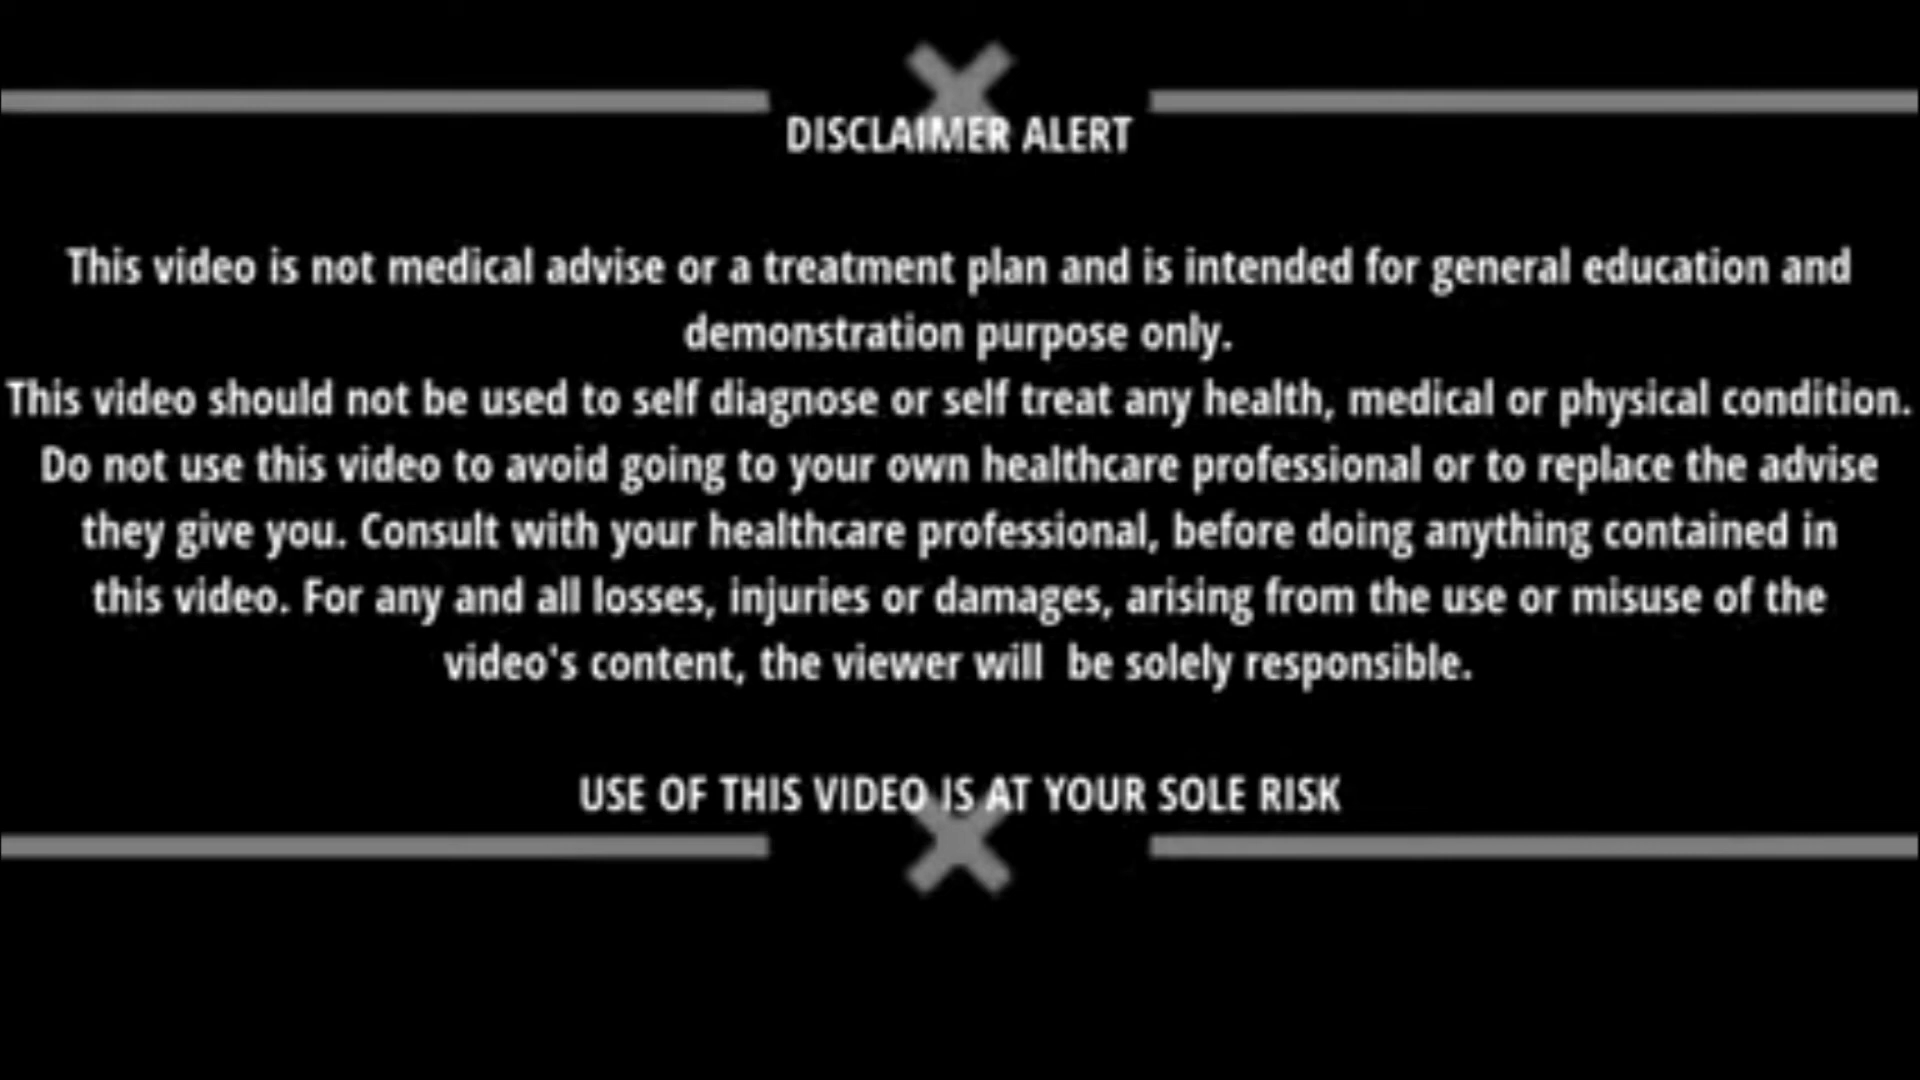 DISCLAIMER ALERT
This video is not medical advise or a treatment plan and is intended for general education and
demonstration purpose only.
This video should not be used to self diagnose or self treat any health, medical or physical condition.
Do not use this video to avoid going to your own healthcare professional or to replace the advise
they give you. Consult with your healthcare professional, before doing anything contained in
this video. For any and all losses, injuries or damages, arising from the use or misuse of the
video's content, the viewer will  be solely responsible.
USE OF THIS VIDEO IS AT YOUR SOLE RISK